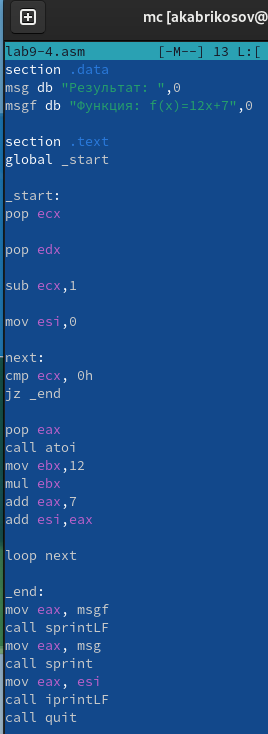 mc [akabrikosov@
lab9-4.asm [-M--] 13 L:[
section .data
msg db "Результат: ",0
msgf db "Функция: f(x)=12x+7",0
section .text
global _start
_start:
pop ecx
pop edx
sub ecx,1
mov esi,0
next:
cmp ecx, 0h
jz _end
pop eax
call atoi
mov ebx,12
mul ebx
add eax,7
add esi,eax
loop next
_end:
mov eax, msgf
call sprintLF
mov eax, msg
call sprint
mov eax, esi
call iprintLF
call quit